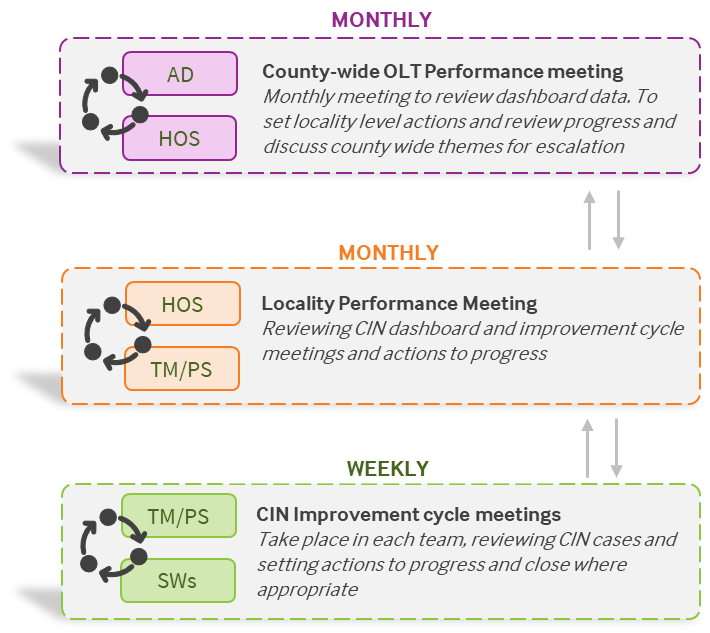 MONTHLY
AD
HOS
County-wide OLT Performance meeting
Monthly meeting to review dashboard data. To
set locality level actions and review progress and
discuss county wide themes for escalation
MONTHLY
HOS
TM/PS
Locality Performance Meeting
Reviewing CIN dashboard and improvement cycle
meetings and actions to progress
WEEKLY
TM/PS
SWs
CIN Improvement cycle meetings
Take place in each team, reviewing CIN cases and
setting actions to progress and close where
appropriate